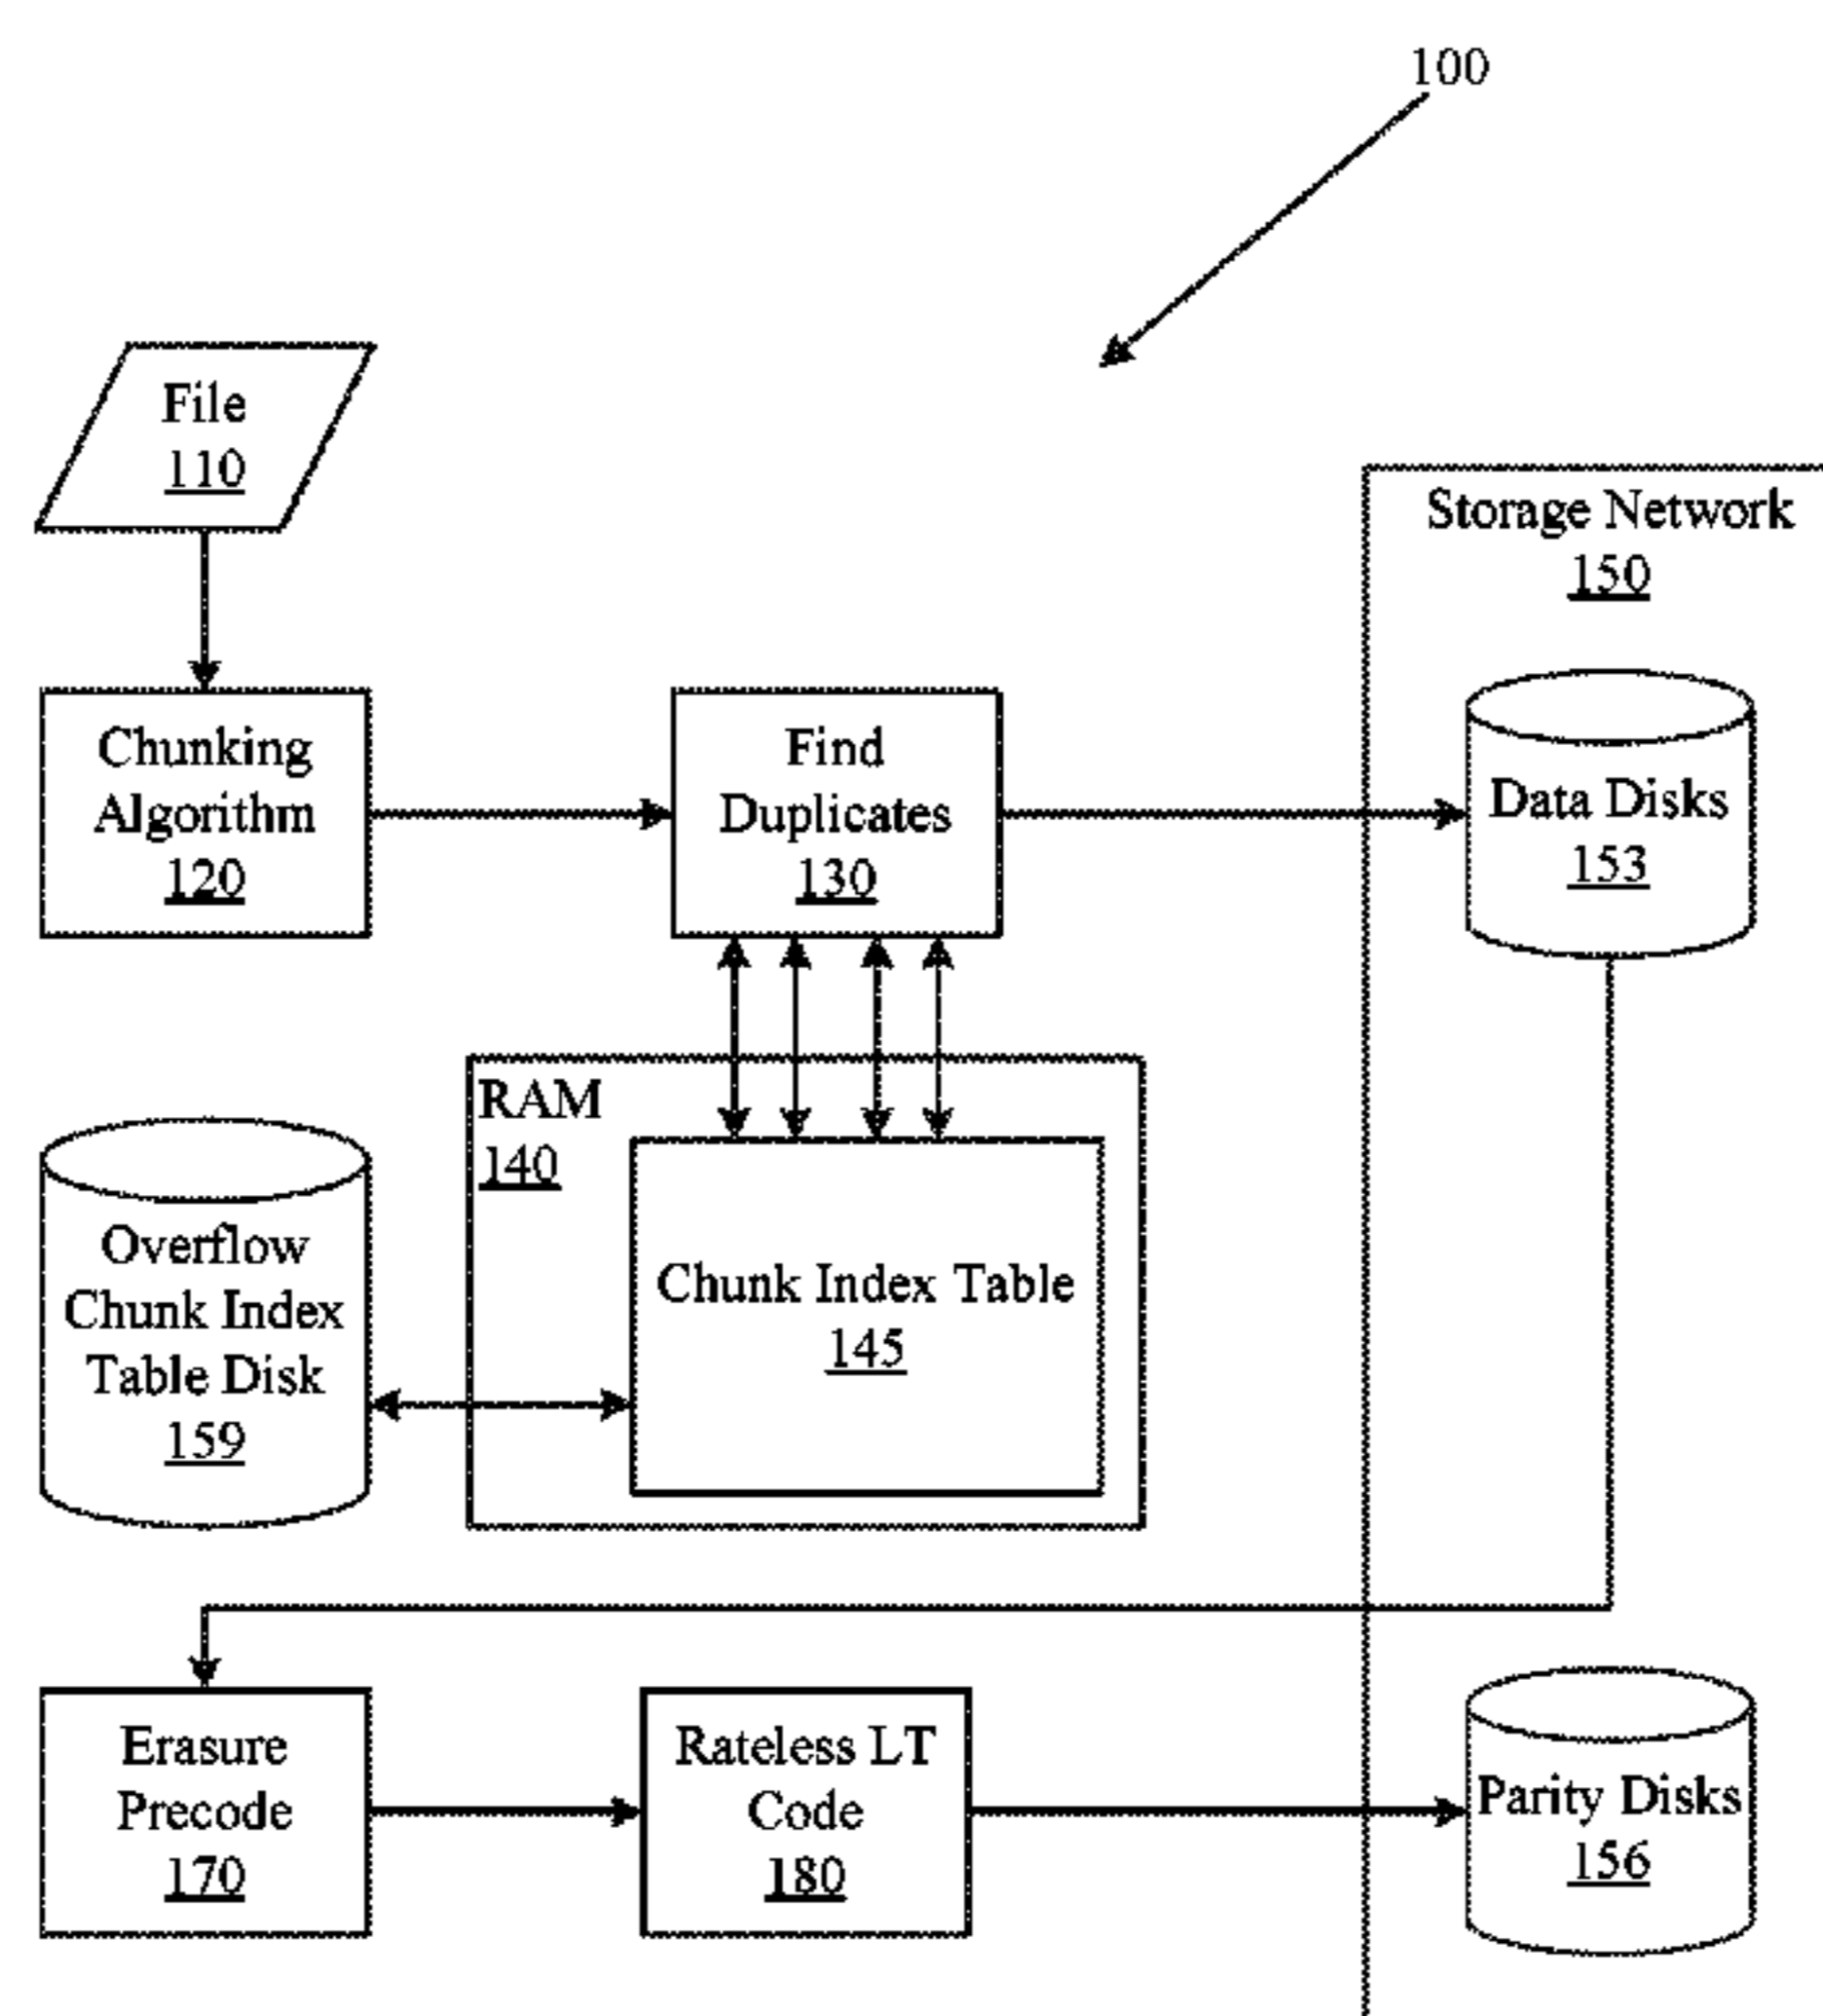 100
File
110
Storage Network
150
Chunking
Algorithm
120
Find
Duplicates
130
Data Disks
153
RAM
140
Chunk Index Table
145
Overflow
Chunk Index
Table Disk
159
Erasure
Precode
170
Rateless LT
Code
180
Parity Disks
156